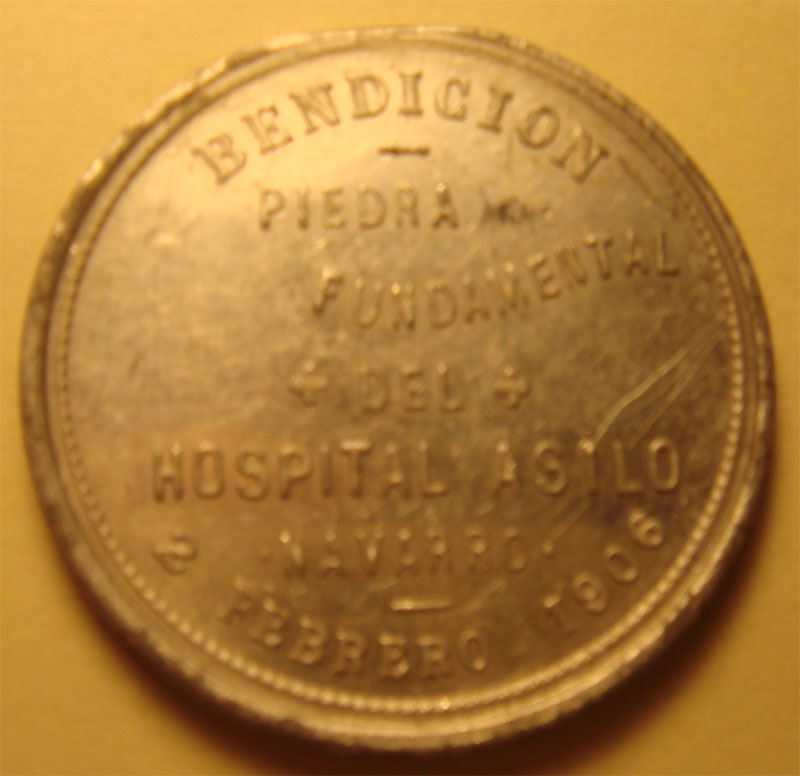 BENDICION
PIEDRA
FUNDAMENTAL
DEL
HOSPITAL ASILO
·NAVARRO·
2 FEBRERO 1906